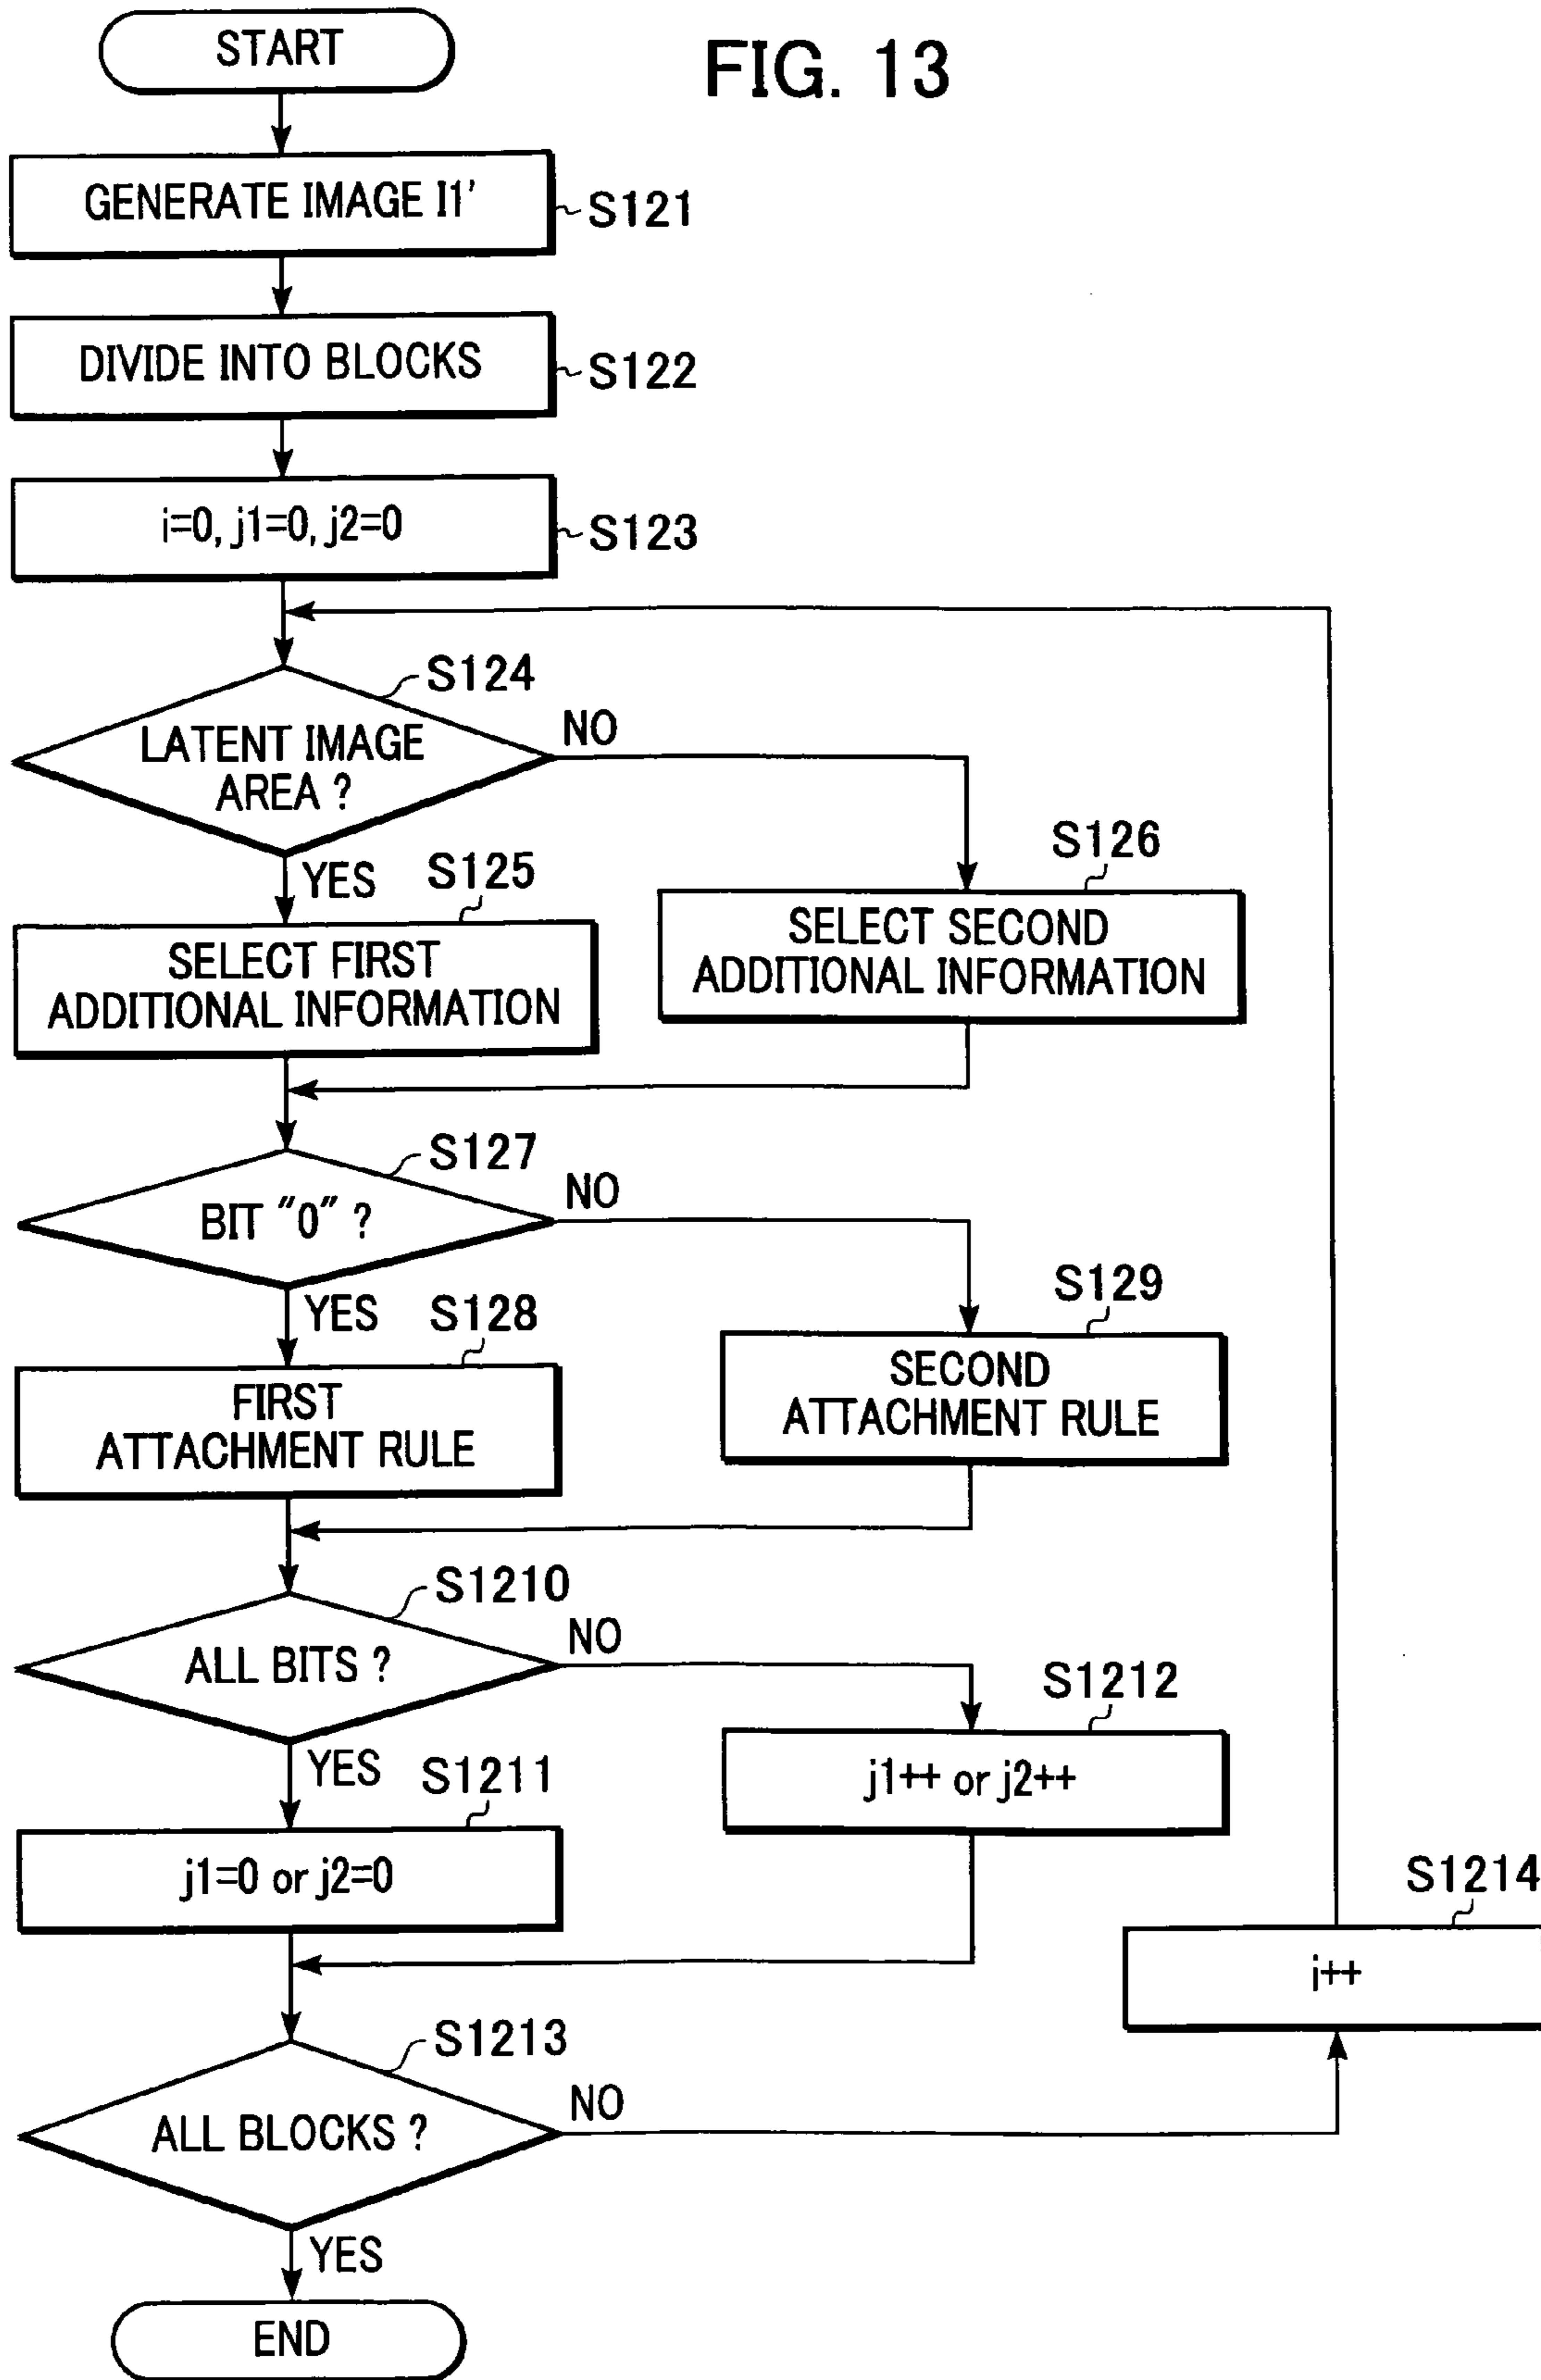 START
FIG. 13
GENERATE IMAGE I1'
S121
DIVIDE INTO BLOCKS
S122
i=0, j1=0, j2=0
S123
S124
LATENT IMAGE
AREA ?
NO
YES
S125
S126
SELECT FIRST
ADDITIONAL INFORMATION
SELECT SECOND
ADDITIONAL INFORMATION
S127
BIT "0" ?
NO
YES
S128
S129
FIRST
ATTACHMENT RULE
SECOND
ATTACHMENT RULE
S1210
ALL BITS ?
NO
YES
S1211
S1212
j1++ or j2++
j1=0 or j2=0
S1214
i++
S1213
ALL BLOCKS ?
NO
YES
END